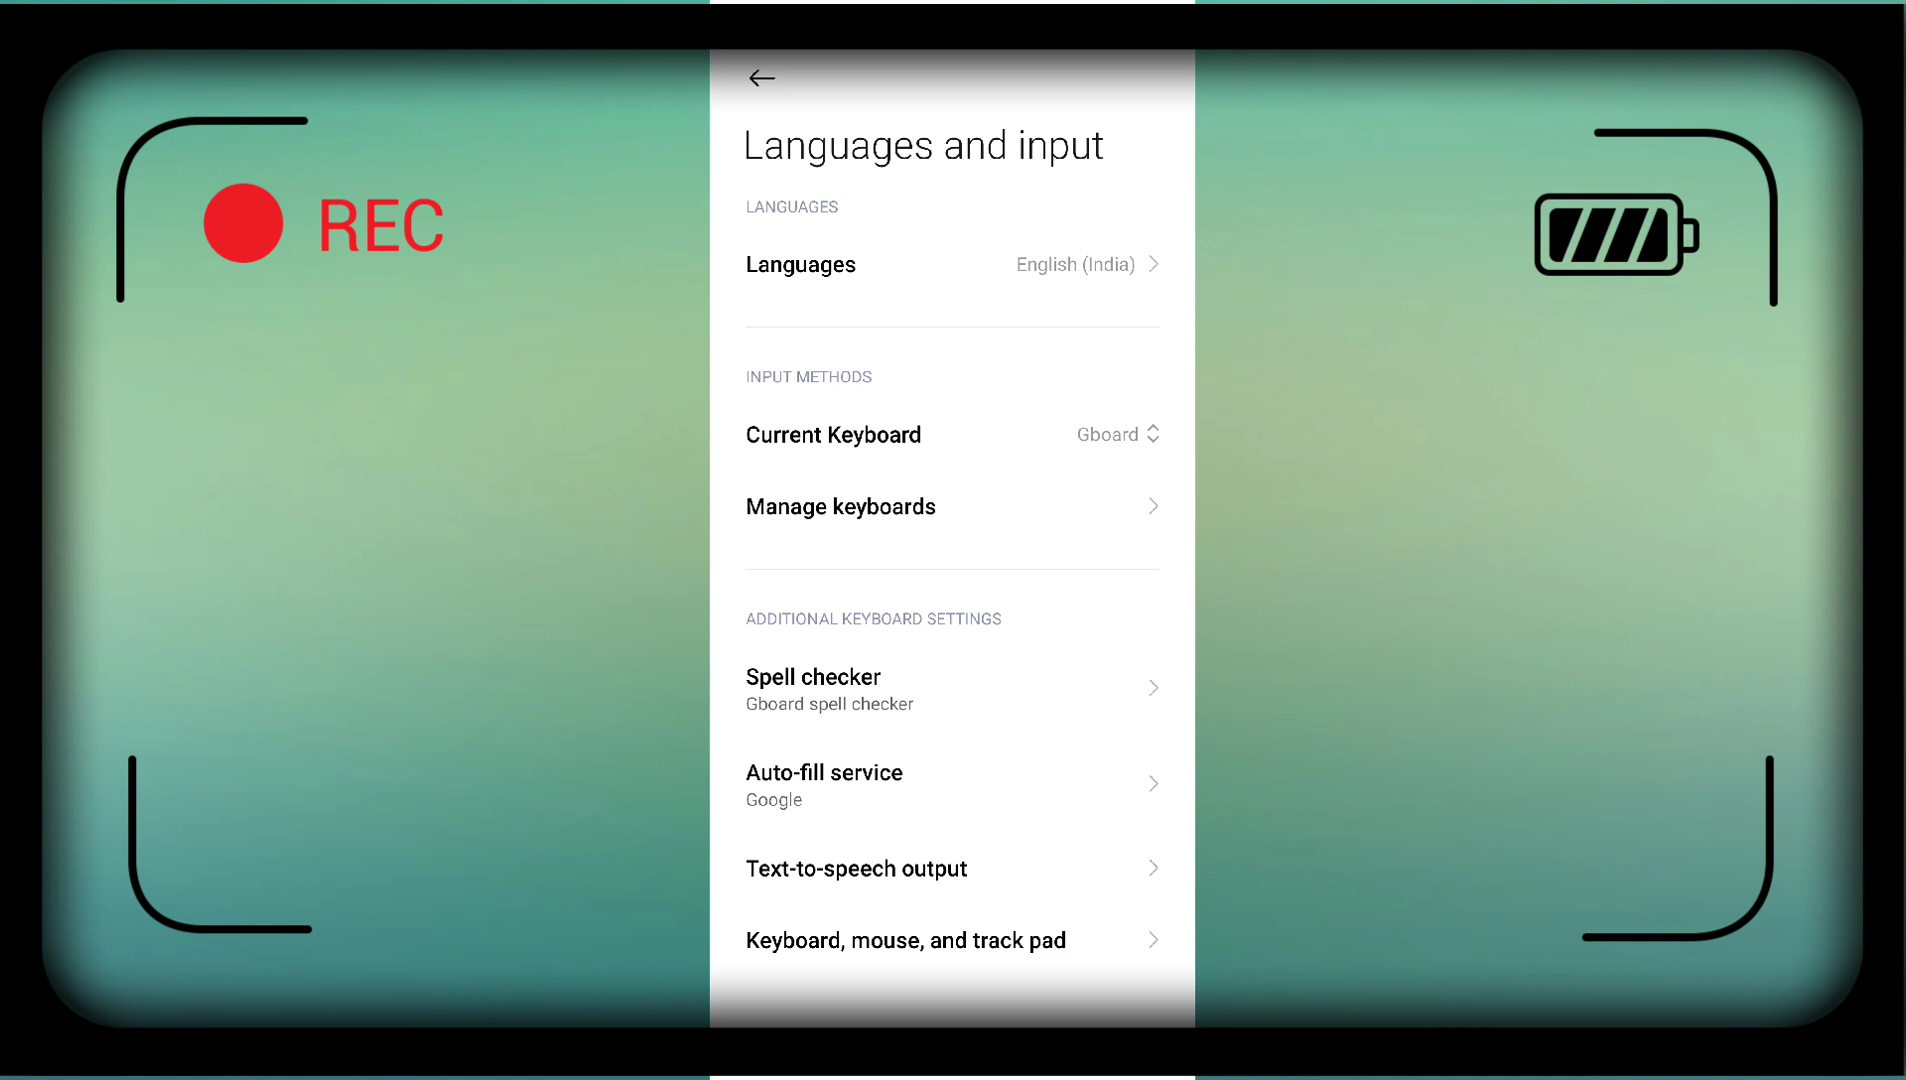 REC
Languages and input
LANGUAGES
Languages English (India)
INPUT METHODS
Current Keyboard Gboard
Manage keyboards
ADDITIONAL KEYBOARD SETTINGS
Spell checker
Gboard spell checker
Auto-fill service
Google
Text-to-speech output
Keyboard, mouse, and track pad